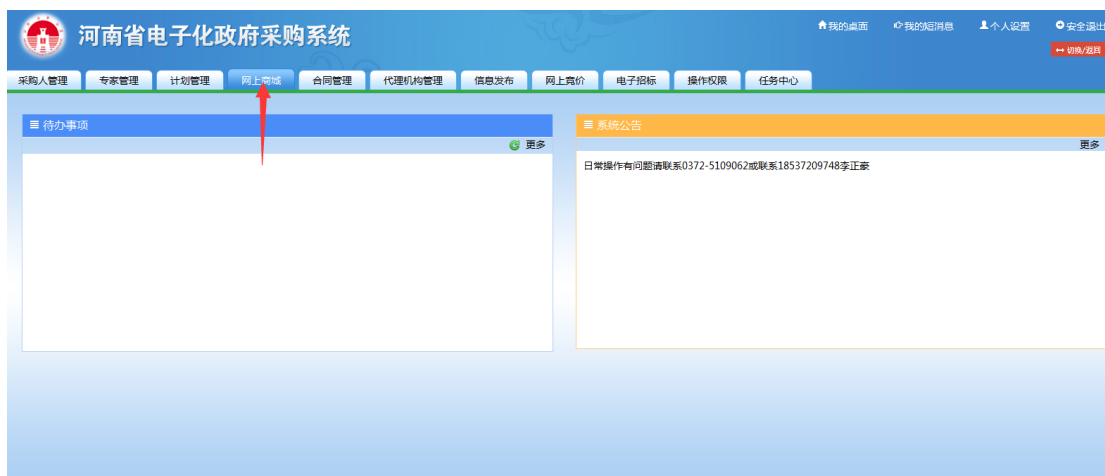 河南省电子化政府采购系统
我的桌面 我的短消息 个人设置 安全退出
切换/返回
采购人管理 专家管理 计划管理 网上商城 合同管理 代理机构管理 信息发布 网上竞价 电子招标 操作权限 任务中心
待办事项
更多
系统公告
更多
日常操作有问题请联系0372-5109062或联系18537209748李正豪